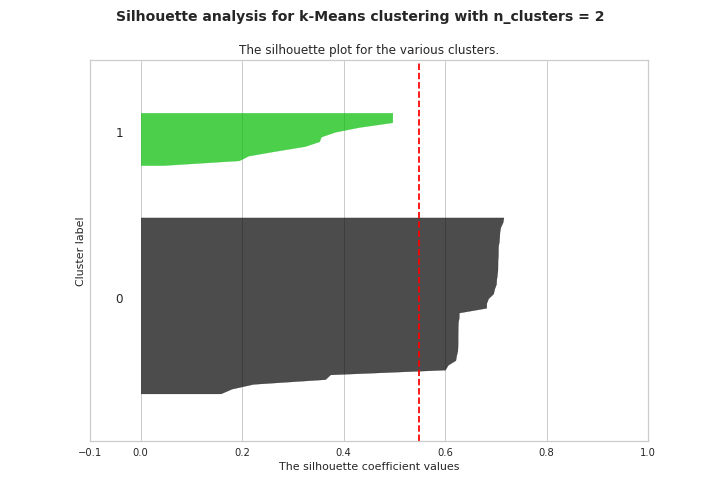 Silhouette analysis for k-Means clustering with n_clusters = 2
The silhouette plot for the various clusters.
1
0
Cluster label
−0.1 0.0 0.2 0.4 0.6 0.8 1.0
The silhouette coefficient values